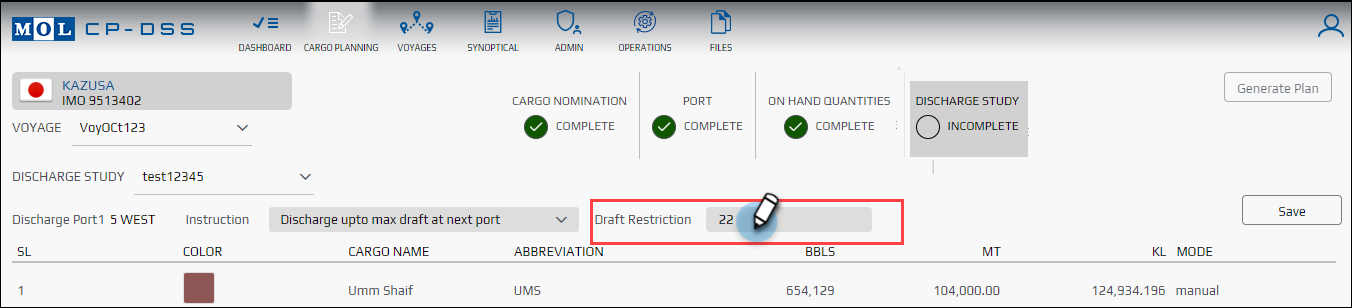 MOL CP-DSS
DASHBOARD CARGO PLANNING VOYAGES SYNOPTICAL ADMIN OPERATIONS FILES
KAZUSA
IMO 9513402
CARGO NOMINATION PORT ON HAND QUANTITIES DISCHARGE STUDY
COMPLETE COMPLETE COMPLETE INCOMPLETE
Generate Plan
VOYAGE VoyOCt123
DISCHARGE STUDY test12345
Discharge Port1 5 WEST Instruction Discharge upto max draft at next port Draft Restriction 22 Save
SL COLOR CARGO NAME ABBREVIATION BBLS MT KL MODE
1 Umm Shaif UMS 654,129 104,000.00 124,934.196 manual